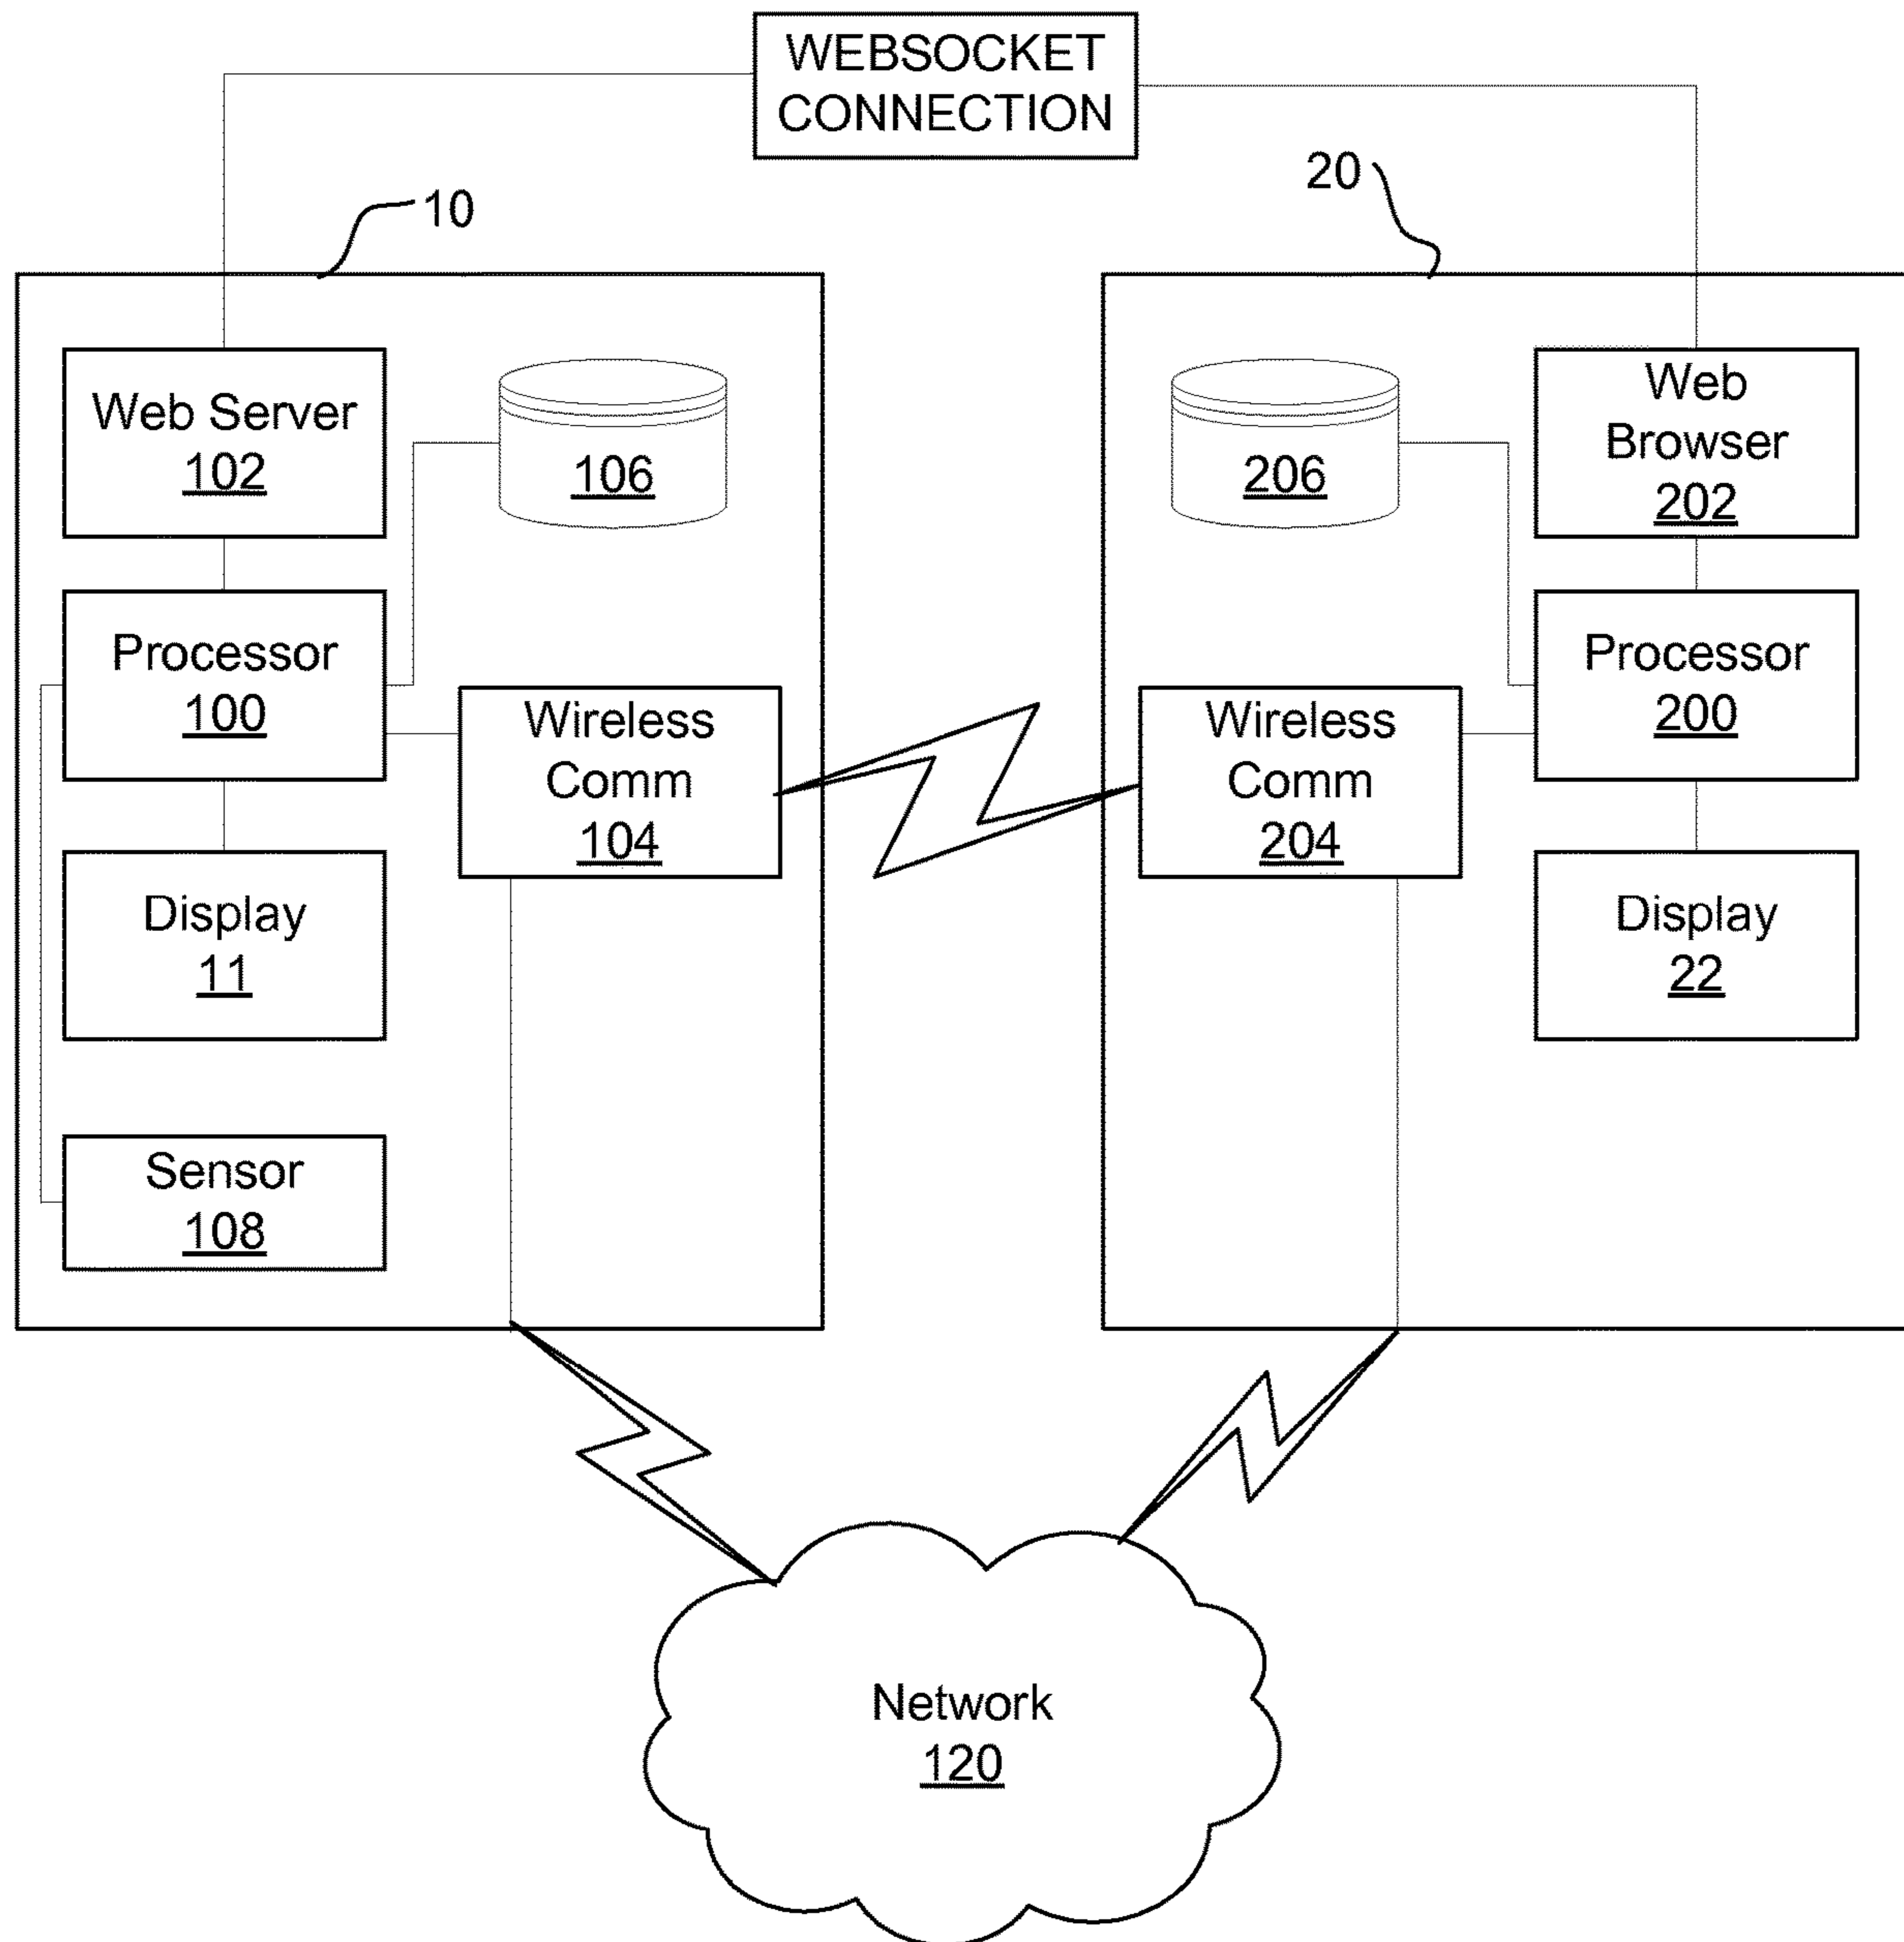 WEBSOCKET
CONNECTION
10
20
Web Server
102
106
206
Web
Browser
202
Processor
100
Wireless
Comm
104
Wireless
Comm
204
Processor
200
Display
11
Display
22
Sensor
108
Network
120